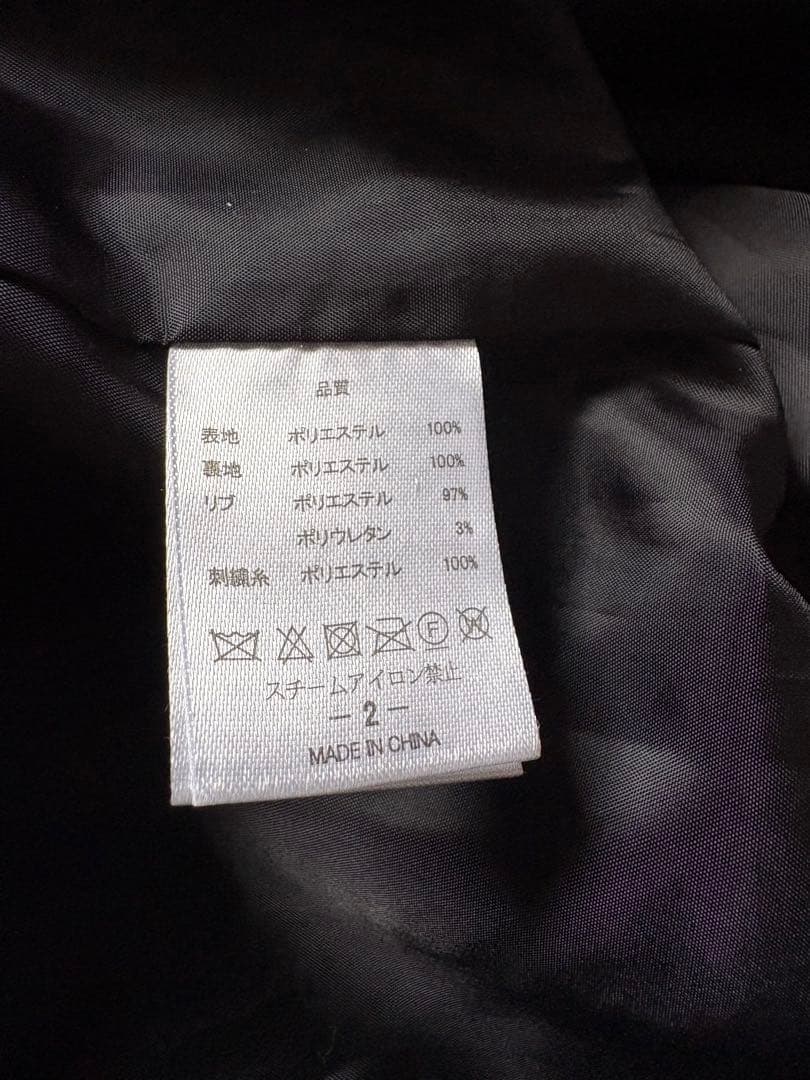 品質
表地 ポリエステル 100%
裏地 ポリエステル 100%
リブ ポリエステル 97%
ポリウレタン 3%
刺繍糸 ポリエステル 100%
F W
スチームアイロン禁止
- 2 -
MADE IN CHINA